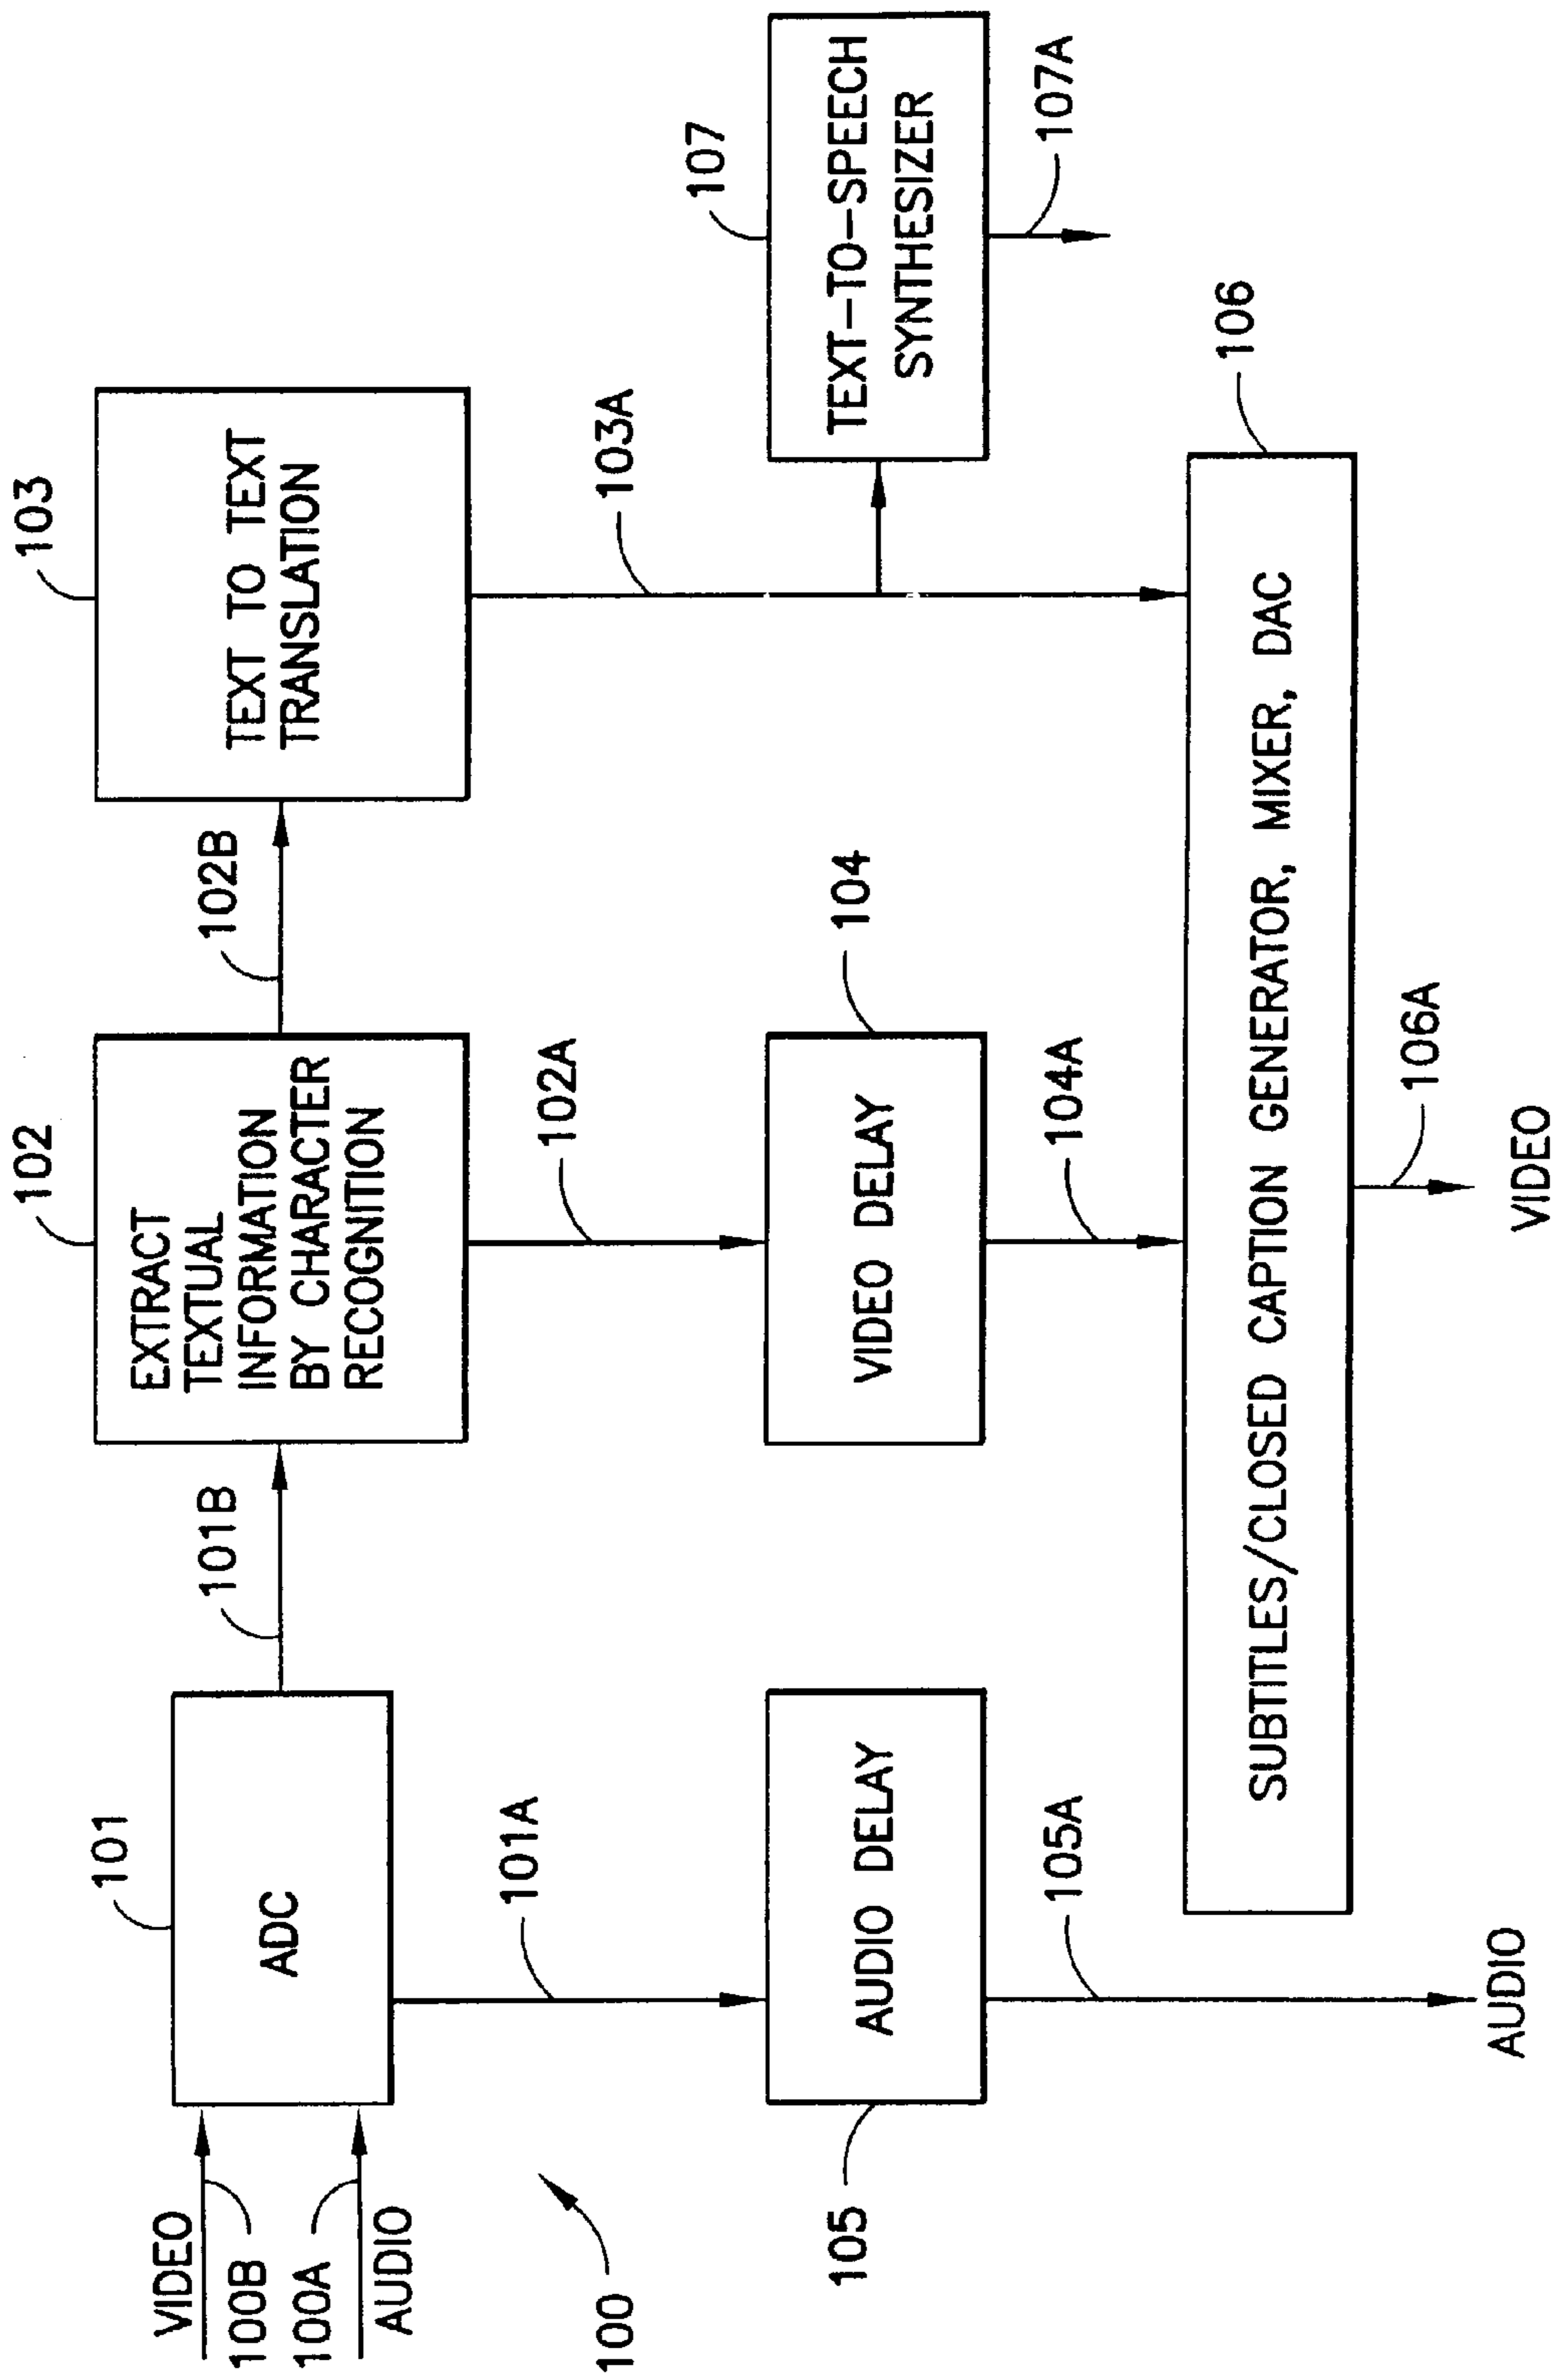 VIDEO
100B
100A
AUDIO
100
101
ADC
101B
101A
102
EXTRACT
TEXTUAL
INFORMATION
BY CHARACTER
RECOGNITION
102B
102A
103
TEXT TO TEXT
TRANSLATION
103A
105
AUDIO DELAY
105A
104
VIDEO DELAY
104A
107
TEXT-TO-SPEECH
SYNTHESIZER
107A
106
SUBTITLES/CLOSED CAPTION GENERATOR, MIXER, DAC
106A
AUDIO
VIDEO